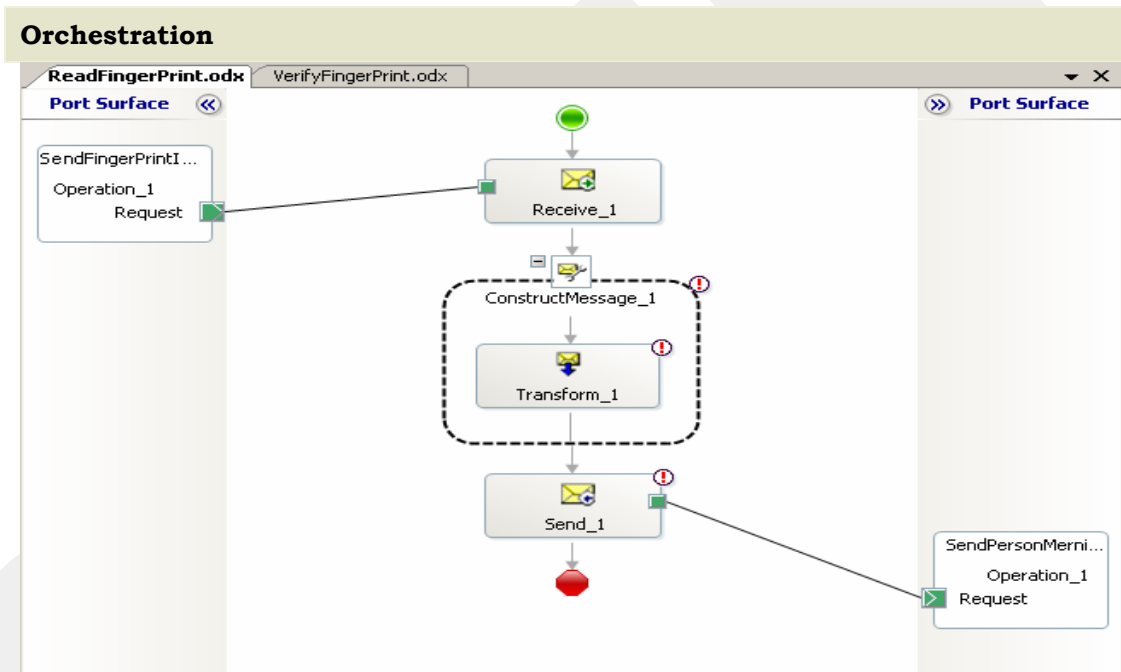 Orchestration
ReadFingerPrint.odx VerifyFingerPrint.odx
Port Surface
Port Surface
SendFingerPrintI...
Operation_1
Request
Receive_1
ConstructMessage_1
Transform_1
Send_1
SendPersonMerni...
Operation_1
Request